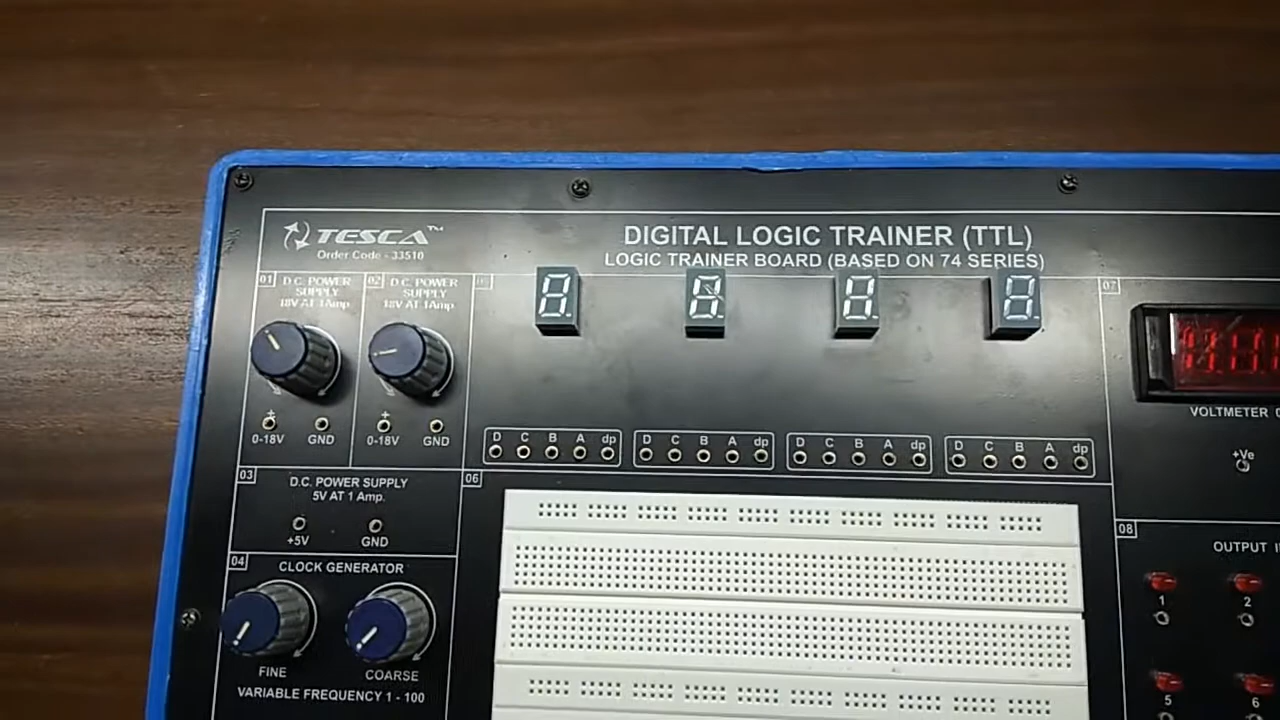 TESCA™
Order Code - 33510
DIGITAL LOGIC TRAINER (TTL)
LOGIC TRAINER BOARD (BASED ON 74 SERIES)
01
D.C. POWER
SUPPLY
18V AT 1Amp
0-18V GND
02
D.C. POWER
SUPPLY
18V AT 1Amp
0-18V GND
03
D.C. POWER SUPPLY
5V AT 1 Amp.
+5V GND
04
CLOCK GENERATOR
FINE COARSE
VARIABLE FREQUENCY 1 - 100
D C B A dp
D C B A dp
D C B A dp
D C B A dp
06
07
VOLTMETER
+Ve
08
OUTPUT
1 2
5 6